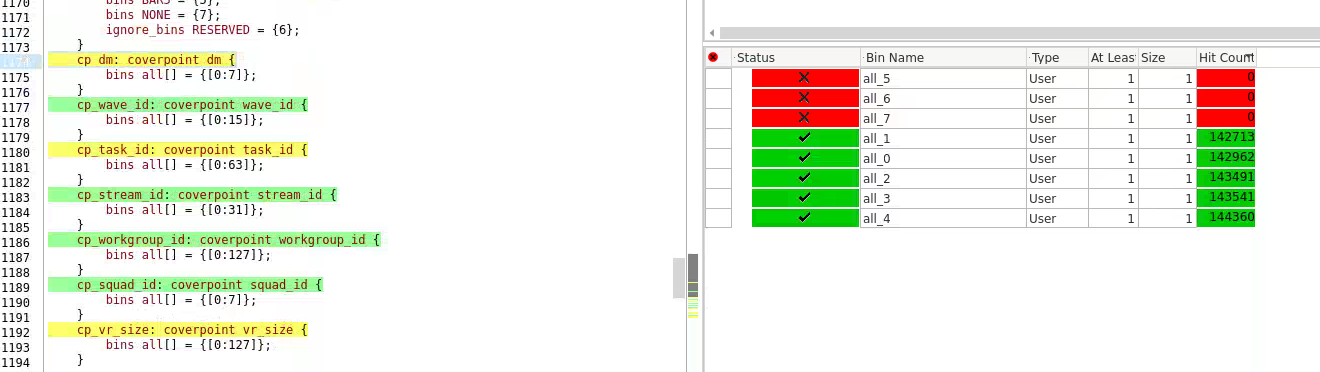 1170 bins BARS = {5};
1171 bins NONE = {7};
1172 ignore_bins RESERVED = {6};
1173 }
1174 cp_dm: coverpoint dm {
1175 bins all[] = {[0:7]};
1176 }
1177 cp_wave_id: coverpoint wave_id {
1178 bins all[] = {[0:15]};
1179 }
1180 cp_task_id: coverpoint task_id {
1181 bins all[] = {[0:63]};
1182 }
1183 cp_stream_id: coverpoint stream_id {
1184 bins all[] = {[0:31]};
1185 }
1186 cp_workgroup_id: coverpoint workgroup_id {
1187 bins all[] = {[0:127]};
1188 }
1189 cp_squad_id: coverpoint squad_id {
1190 bins all[] = {[0:7]};
1191 }
1192 cp_vr_size: coverpoint vr_size {
1193 bins all[] = {[0:127]};
1194 }
Status Bin Name Type At Leas Size Hit Count
all_5 User 1 1 0
all_6 User 1 1 0
all_7 User 1 1 0
all_1 User 1 1 142713
all_0 User 1 1 142962
all_2 User 1 1 143491
all_3 User 1 1 143541
all_4 User 1 1 144360